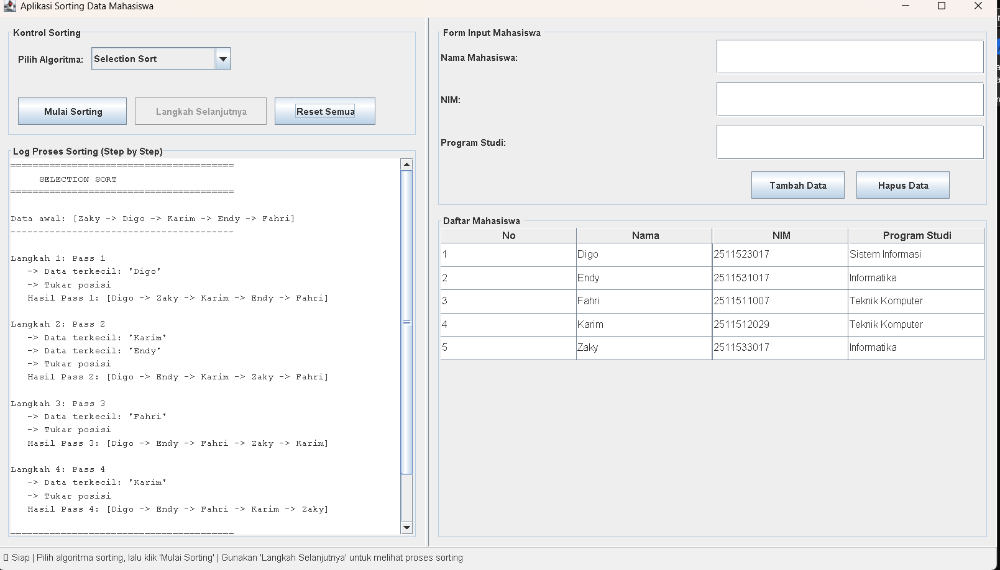 Aplikasi Sorting Data Mahasiswa
Kontrol Sorting
Pilih Algoritma: Selection Sort
Mulai Sorting Langkah Selanjutnya Reset Semua
Log Proses Sorting (Step by Step)
========================================
SELECTION SORT
========================================
Data awal: [Zaky -> Digo -> Karim -> Endy -> Fahri]
----------------------------------------
Langkah 1: Pass 1
-> Data terkecil: 'Digo'
-> Tukar posisi
Hasil Pass 1: [Digo -> Zaky -> Karim -> Endy -> Fahri]
Langkah 2: Pass 2
-> Data terkecil: 'Karim'
-> Data terkecil: 'Endy'
-> Tukar posisi
Hasil Pass 2: [Digo -> Endy -> Karim -> Zaky -> Fahri]
Langkah 3: Pass 3
-> Data terkecil: 'Fahri'
-> Tukar posisi
Hasil Pass 3: [Digo -> Endy -> Fahri -> Zaky -> Karim]
Langkah 4: Pass 4
-> Data terkecil: 'Karim'
-> Tukar posisi
Hasil Pass 4: [Digo -> Endy -> Fahri -> Karim -> Zaky]
Form Input Mahasiswa
Nama Mahasiswa:
NIM:
Program Studi:
Tambah Data Hapus Data
Daftar Mahasiswa
No Nama NIM Program Studi
1 Digo 2511523017 Sistem Informasi
2 Endy 2511531017 Informatika
3 Fahri 2511511007 Teknik Komputer
4 Karim 2511512029 Teknik Komputer
5 Zaky 2511533017 Informatika
Siap | Pilih algoritma sorting, lalu klik 'Mulai Sorting' | Gunakan 'Langkah Selanjutnya' untuk melihat proses sorting